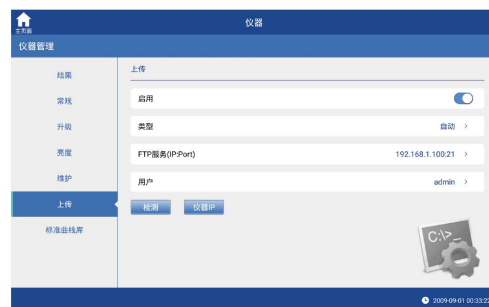 主页面
仪器
仪器管理
结果
常规
升级
亮度
维护
上传
标准曲线库
上传
启用
类型
自动 >
FTP服务(IP:Port)
192.168.1.100:21 >
用户
admin >
检测
仪器IP
C:\>_
2009-09-01 00:33:22